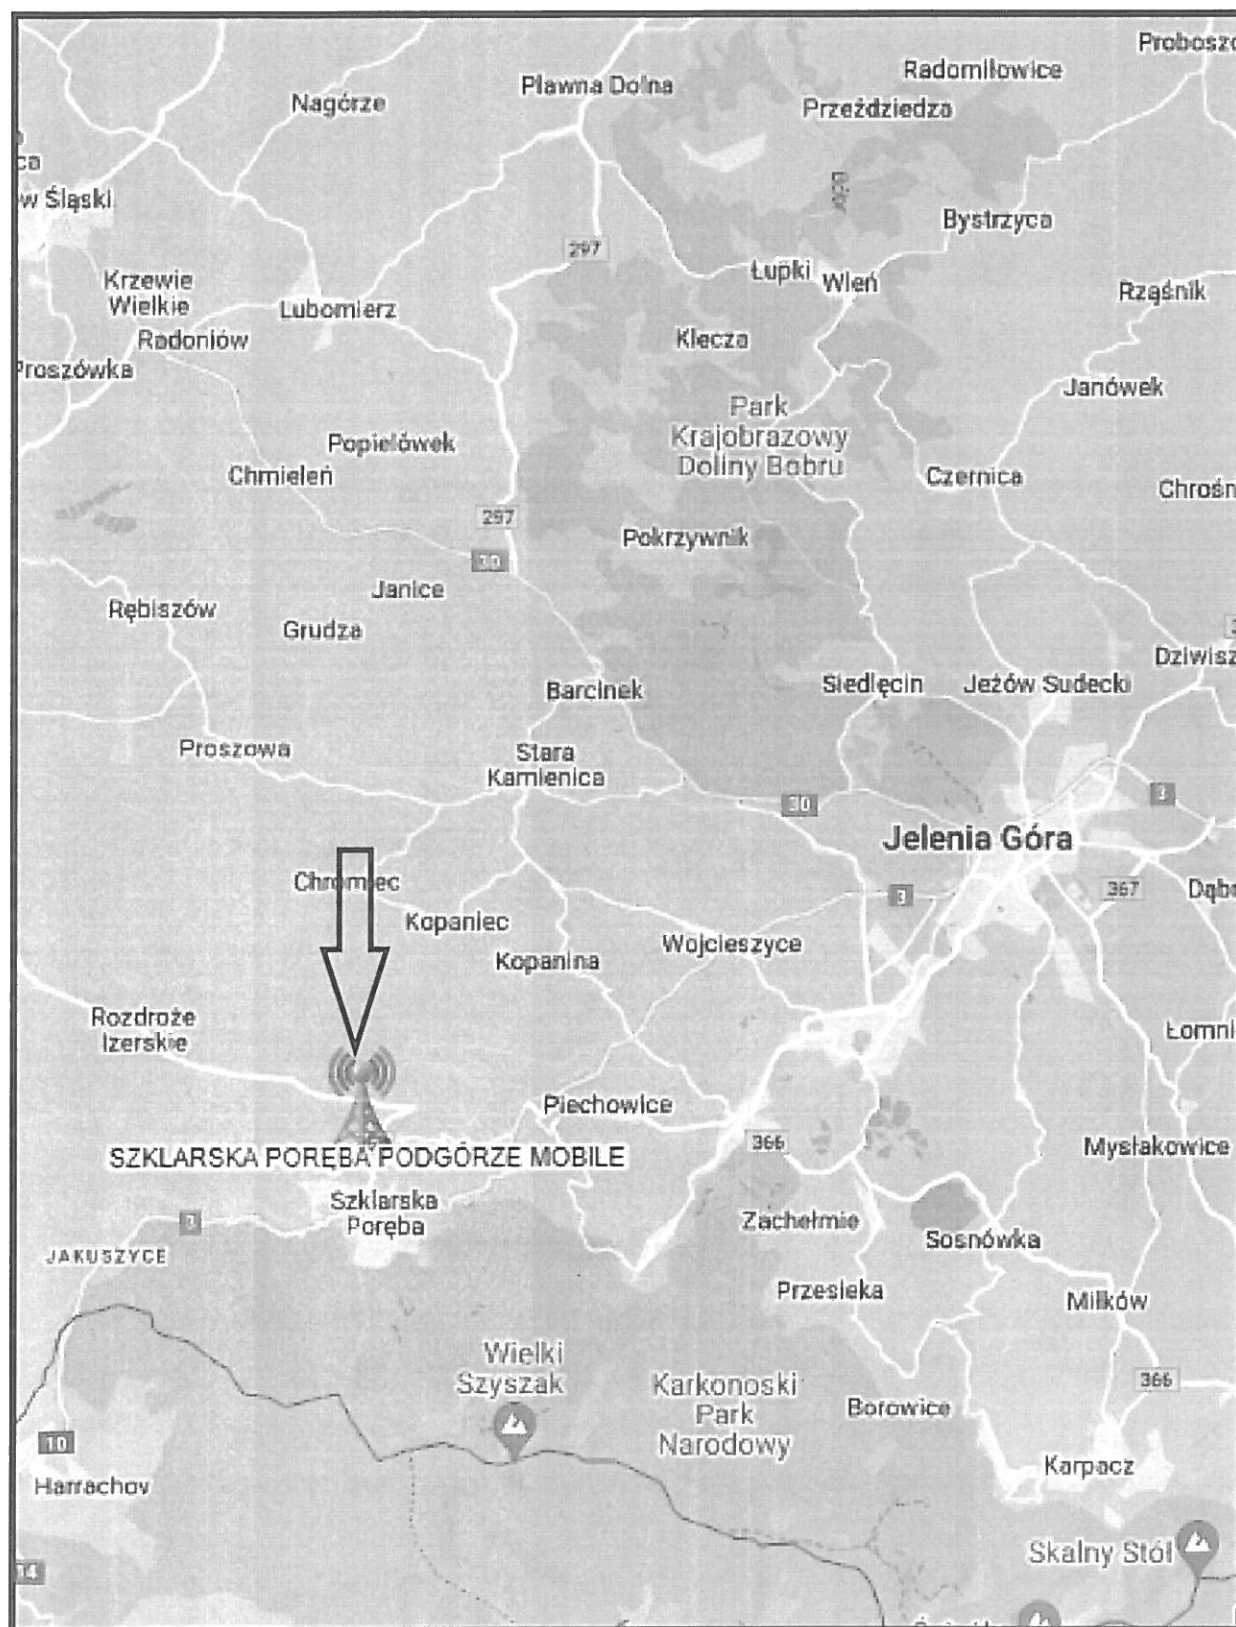 Proboszc
Radomiłowice
Pławna Dolna
Nagórze
Przeździedza
ca
w Śląski
Bóbr
Bystrzyca
297
Łupki
Wleń
Krzewie
Wielkie
Rząśnik
Lubomierz
Radoniów
Klecza
Proszówka
Janówek
Park
Krajobrazowy
Doliny Bobru
Popielówek
Chmieleń
Czernica
Chrośn
297
Pokrzywnik
30
Janice
Rębiszów
Grudza
3
Dziwisz
Barcinek
Siedlęcin
Jeżów Sudecki
Proszowa
Stara
Kamienica
30
3
Jelenia Góra
Chromiec
3
367
Dąbr
Kopaniec
Wojcieszyce
Kopanina
Rozdroże
Izerskie
Łomni
Piechowice
366
Mysłakowice
SZKLARSKA PORĘBA PODGÓRZE MOBILE
Szklarska
Poręba
3
Zachełmie
Sosnówka
JAKUSZYCE
Przesieka
Miłków
Wielki
Szyszak
366
Karkonoski
Park
Narodowy
Borowice
10
Karpacz
Harrachov
Skalny Stół
14